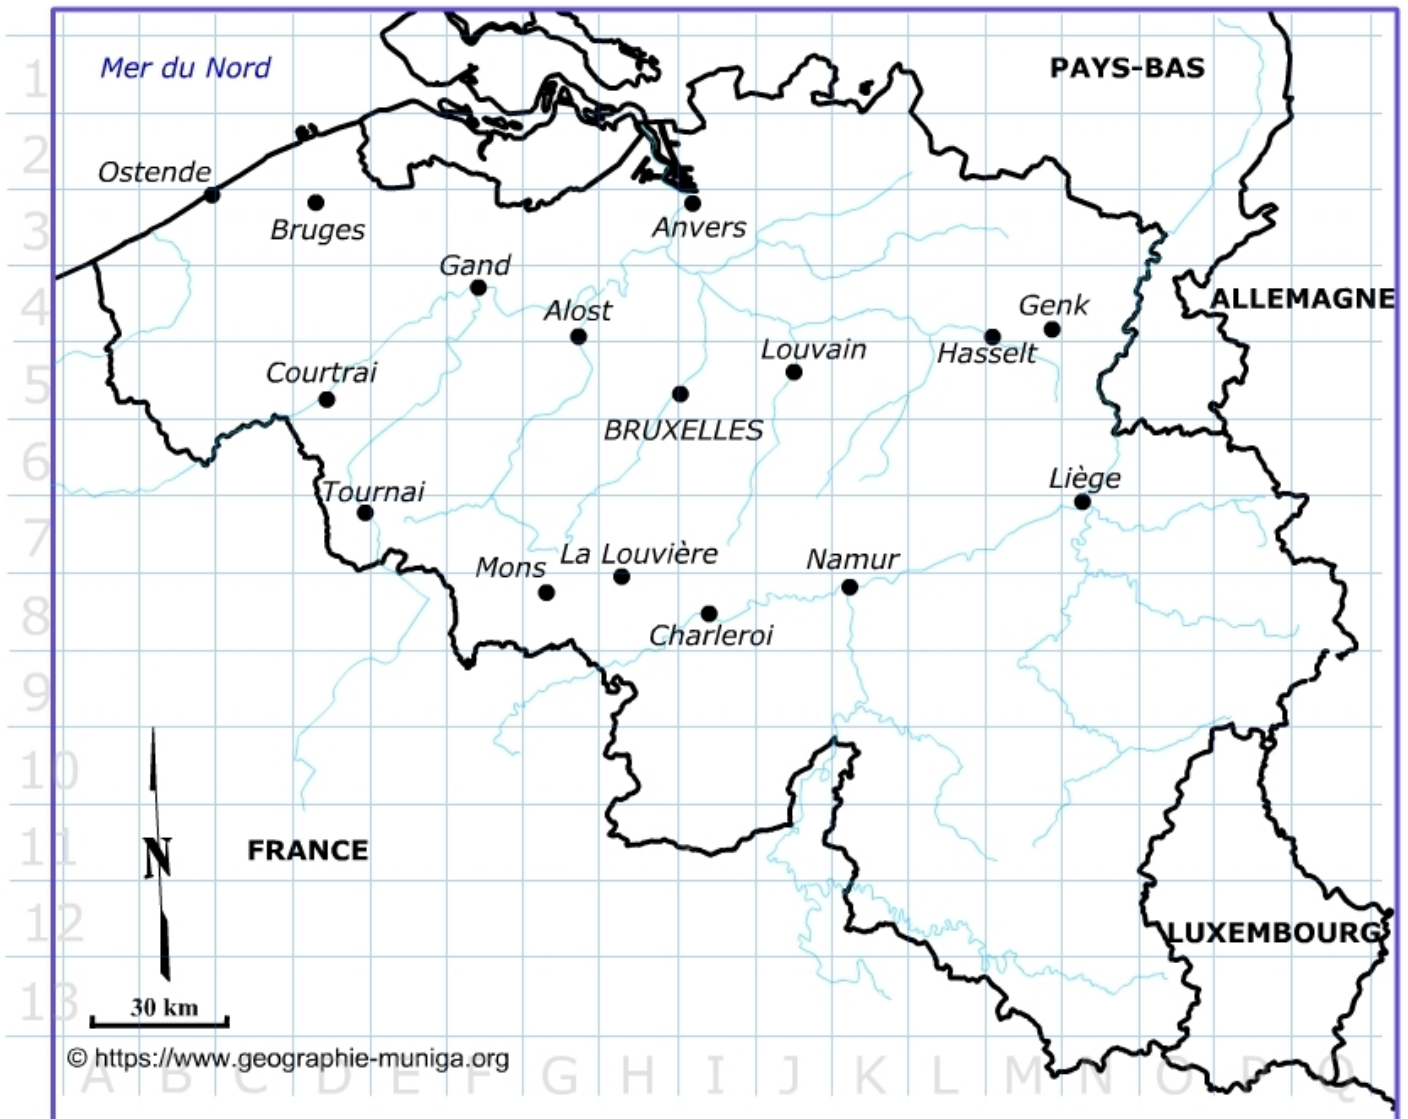 1
Mer du Nord
PAYS-BAS
2
Ostende
3
Bruges
Anvers
Gand
4
Alost
Genk
ALLEMAGNE
Louvain
Hasselt
5
Courtrai
BRUXELLES
6
Liège
Tournai
7
Mons
La Louvière
Namur
8
Charleroi
9
10
11
N
FRANCE
12
LUXEMBOURG
13
30 km
© https://www.geographie-muniga.org
A B C D E F G H I J K L M N O P Q